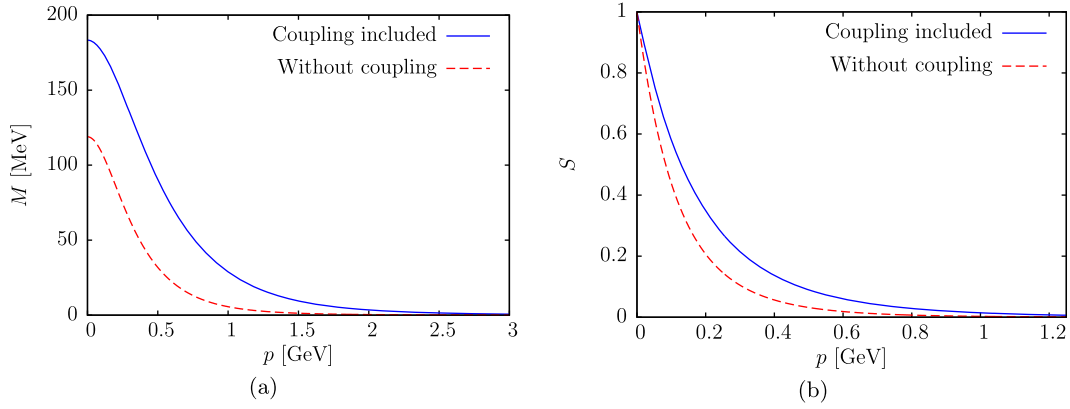 200
150
100
50
0
M [MeV]
Coupling included
Without coupling
0 0.5 1 1.5 2 2.5 3
p [GeV]
(a)
1
0.8
0.6
0.4
0.2
0
S
Coupling included
Without coupling
0 0.2 0.4 0.6 0.8 1 1.2
p [GeV]
(b)